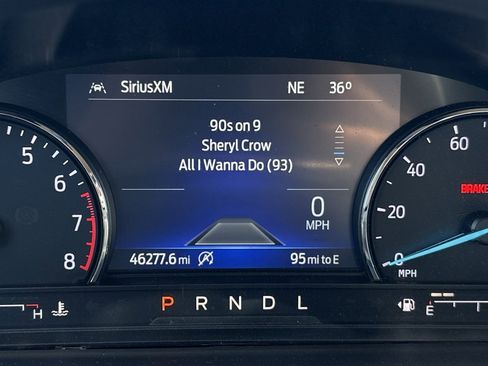 SiriusXM NE 36°
90s on 9
Sheryl Crow
All I Wanna Do (93)
0
MPH
46277.6 mi 95 mi to E
5
6
7
8
H
P R N D L
60
40
20
0
MPH
BRAKE
E